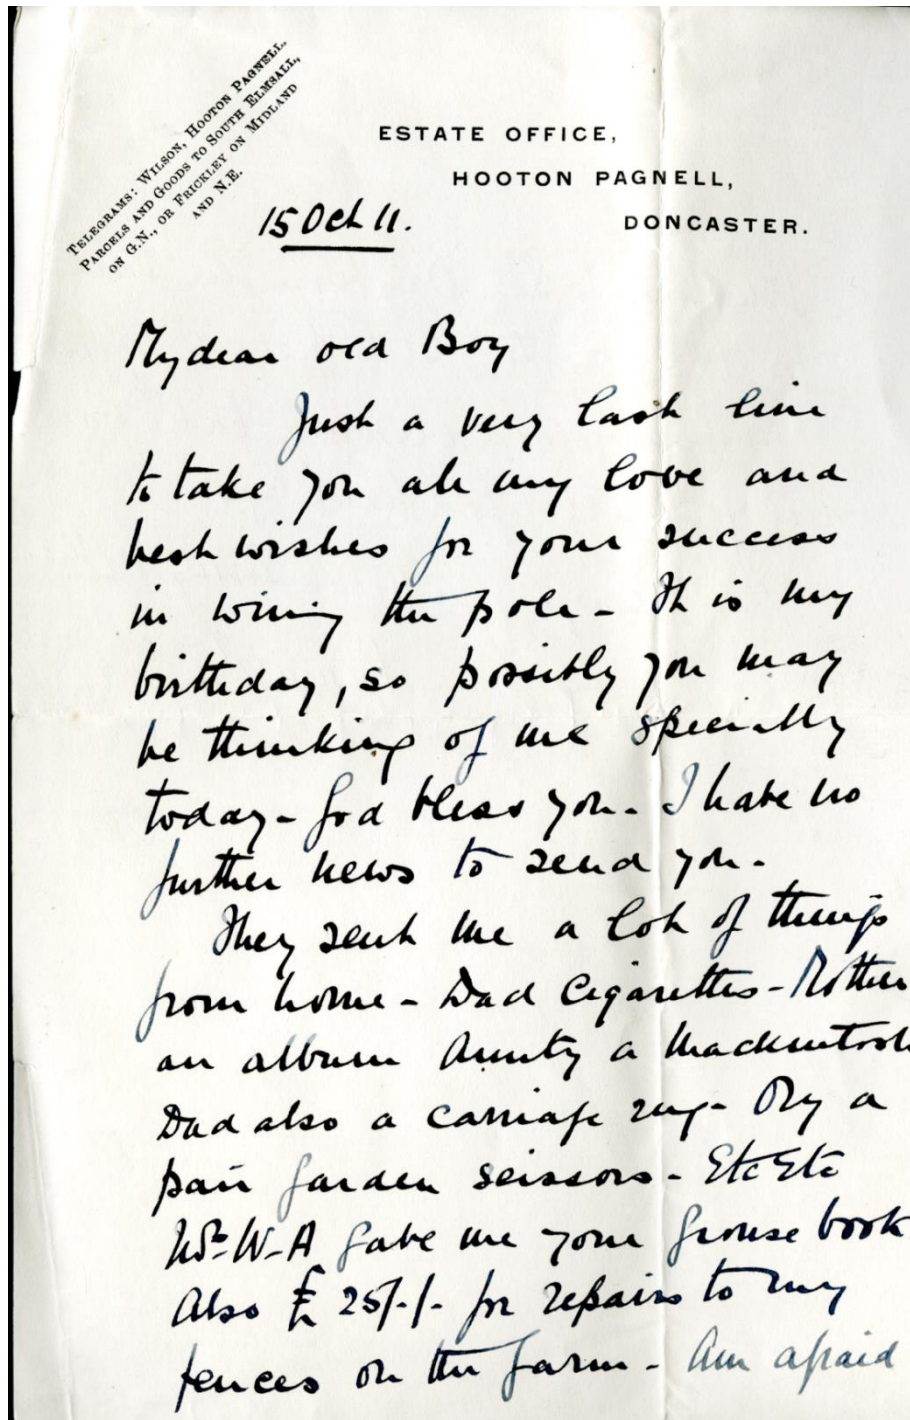 TELEGRAMS: WILSON, HOOTON PAGNELL.
PARCELS AND GOODS TO SOUTH ELMSALL,
ON G.N., OR FRICKLEY ON MIDLAND
AND N.E.
ESTATE OFFICE,
HOOTON PAGNELL,
DONCASTER.
15 Oct 11.
My dear old Boy
Just a very last line
to take you all my love and
best wishes for your success
in wining the pole - It is my
birthday, so possibly you may
be thinking of me specially
today - God bless you - I have no
further news to send you -
They sent me a lot of things
from home - Dad Cigarettes - Mother
an album Aunty a Mackintosh
Dad also a carriage rug - Ory a
pair garden scissors - Etc Etc
W-A gave me your grouse book
Also £ 25/-/- for repairs to my
fences on the farm - Am afraid